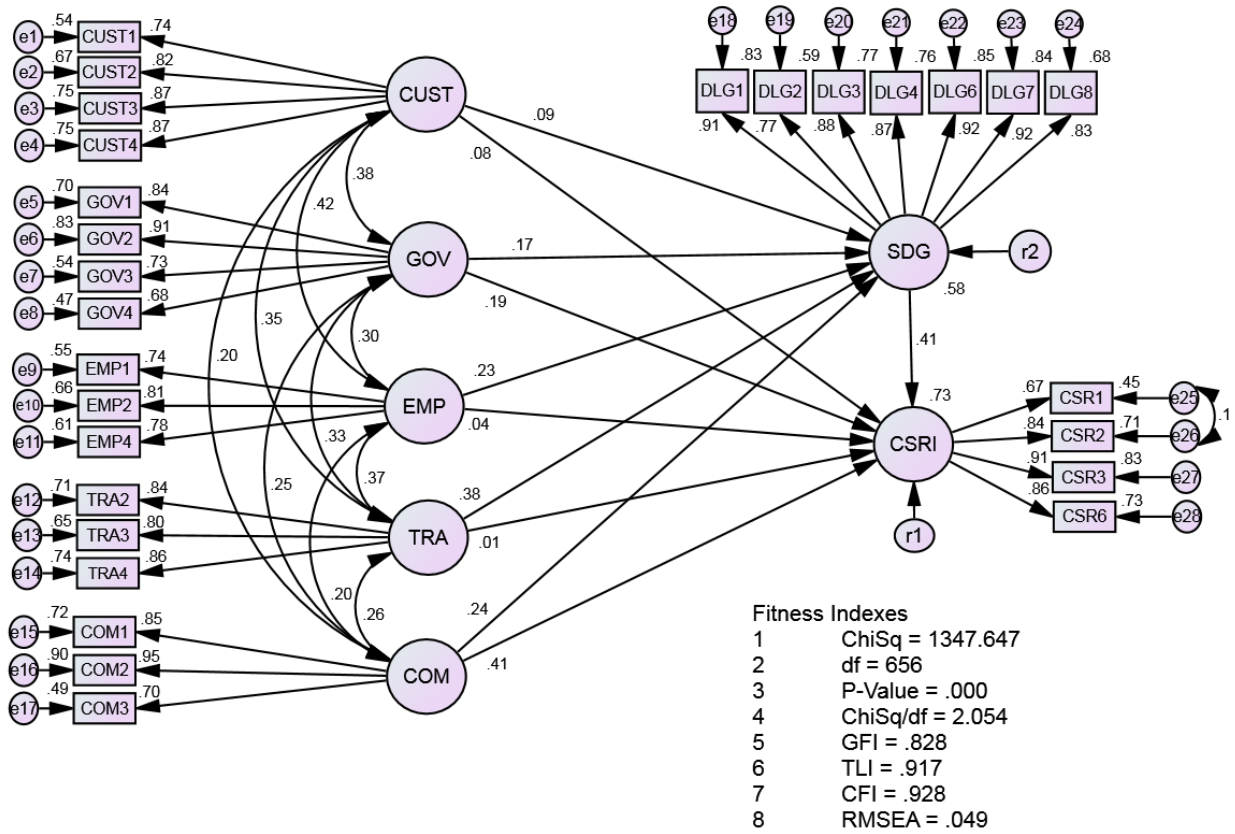 e1 .54 CUST1 .74
e2 .67 CUST2 .82
e3 .75 CUST3 .87
e4 .75 CUST4 .87
e5 .70 GOV1 .84
e6 .83 GOV2 .91
e7 .54 GOV3 .73
e8 .47 GOV4 .68
e9 .55 EMP1 .74
e10 .66 EMP2 .81
e11 .61 EMP4 .78
e12 .71 TRA2 .84
e13 .65 TRA3 .80
e14 .74 TRA4 .86
e15 .72 COM1 .85
e16 .90 COM2 .95
e17 .49 COM3 .70
CUST
GOV
EMP
TRA
COM
.38
.42
.35
.20
.30
.33
.25
.37
.20
.26
.09
.08
.17
.19
.23
.04
.38
.01
.24
.41
e18 e19 e20 e21 e22 e23 e24
.83 .59 .77 .76 .85 .84 .68
DLG1 DLG2 DLG3 DLG4 DLG6 DLG7 DLG8
.91 .77 .88 .87 .92 .92 .83
SDG
r2
.58
.41
.73
CSRI
r1
.67 CSR1 .45 e25
.84 CSR2 .71 e26
.91 CSR3 .83 e27
.86 CSR6 .73 e28
.1
Fitness Indexes
1 ChiSq = 1347.647
2 df = 656
3 P-Value = .000
4 ChiSq/df = 2.054
5 GFI = .828
6 TLI = .917
7 CFI = .928
8 RMSEA = .049